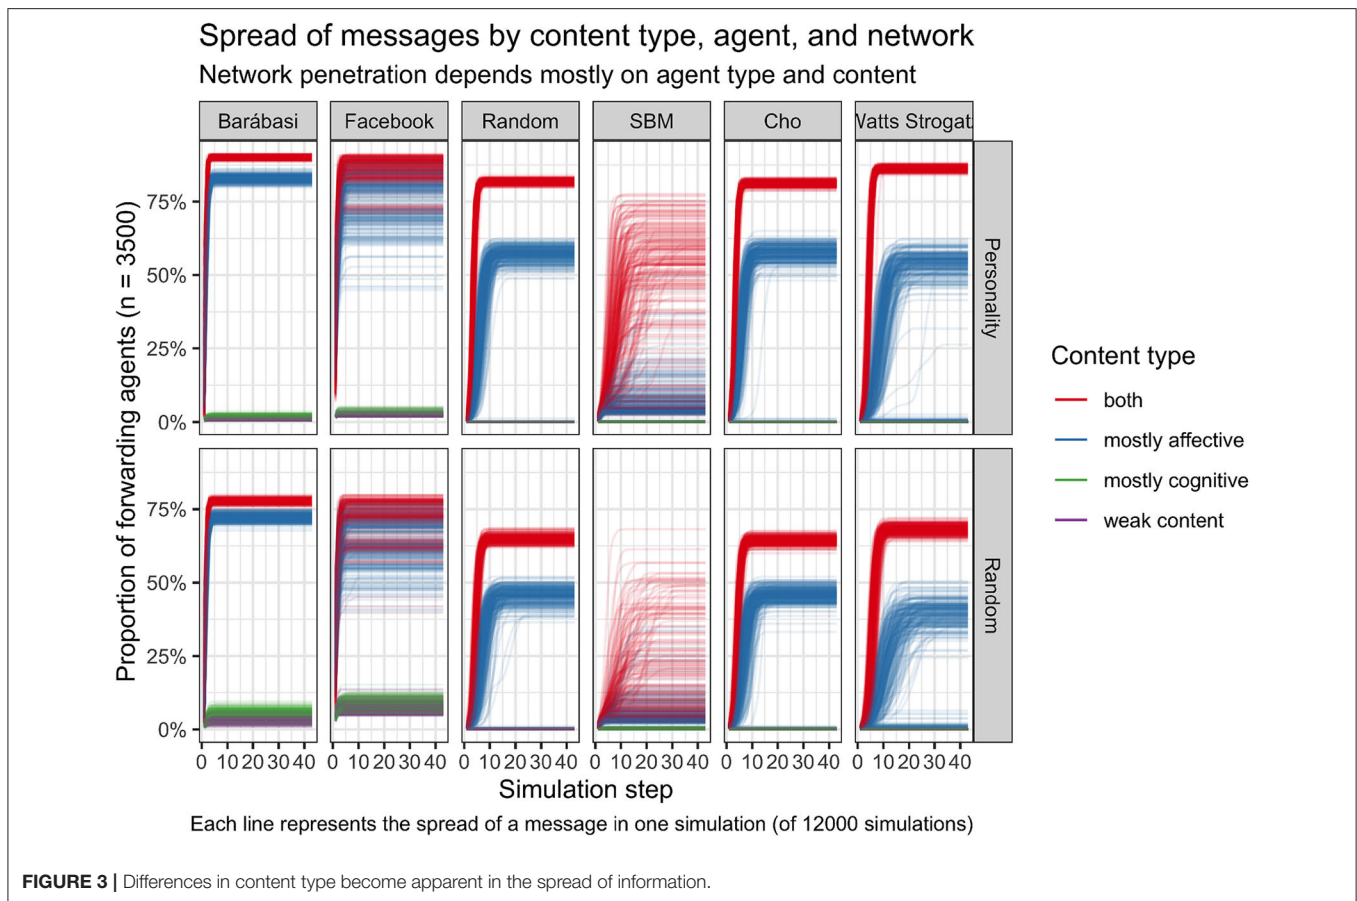 Spread of messages by content type, agent, and network
Network penetration depends mostly on agent type and content
Barábasi Facebook Random SBM Cho Watts Strogat
Proportion of forwarding agents (n = 3500)
75%
50%
25%
0%
Personality
75%
50%
25%
0%
Random
0 10 20 30 40 0 10 20 30 40 0 10 20 30 40 0 10 20 30 40 0 10 20 30 40 0 10 20 30 40
Simulation step
Each line represents the spread of a message in one simulation (of 12000 simulations)
Content type
both
mostly affective
mostly cognitive
weak content
FIGURE 3 | Differences in content type become apparent in the spread of information.